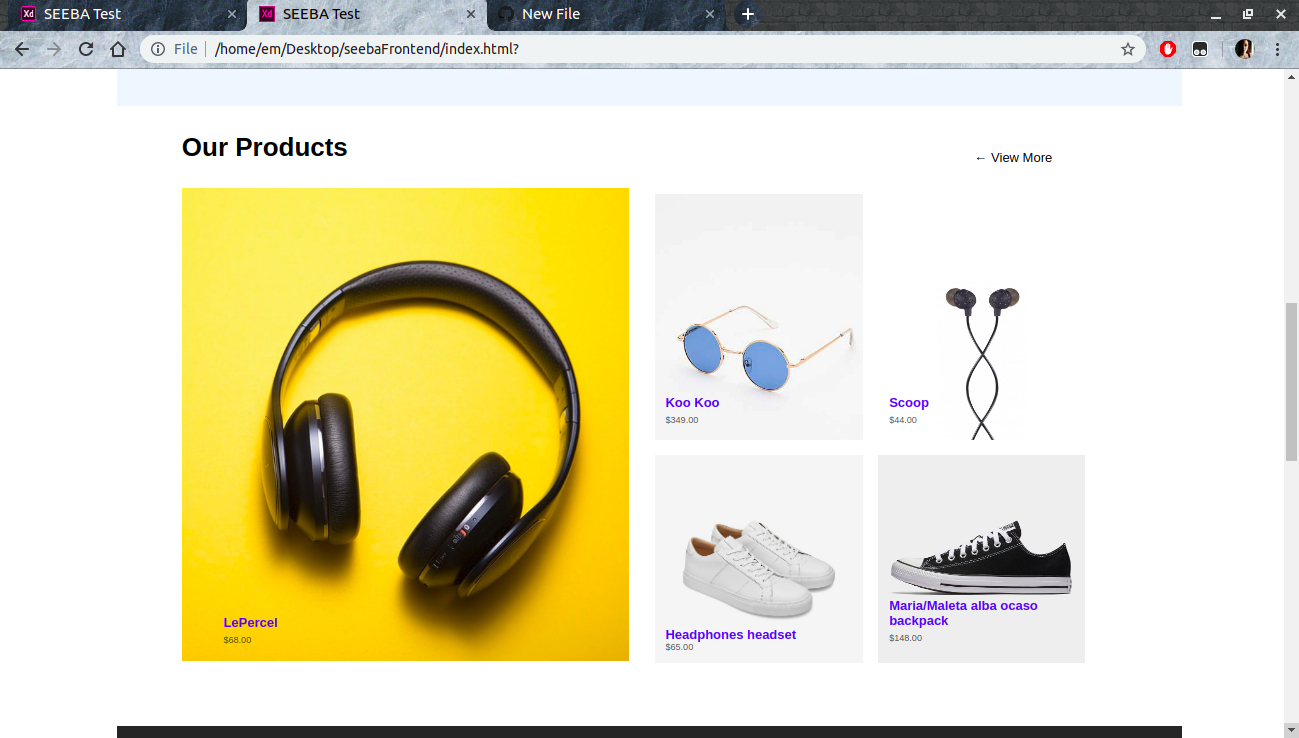 Xd SEEBA Test
Xd SEEBA Test
New File
File
/home/em/Desktop/seebaFrontend/index.html?
Our Products
← View More
LePercel
$68.00
Koo Koo
$349.00
Scoop
$44.00
Headphones headset
$65.00
Maria/Maleta alba ocaso
backpack
$148.00